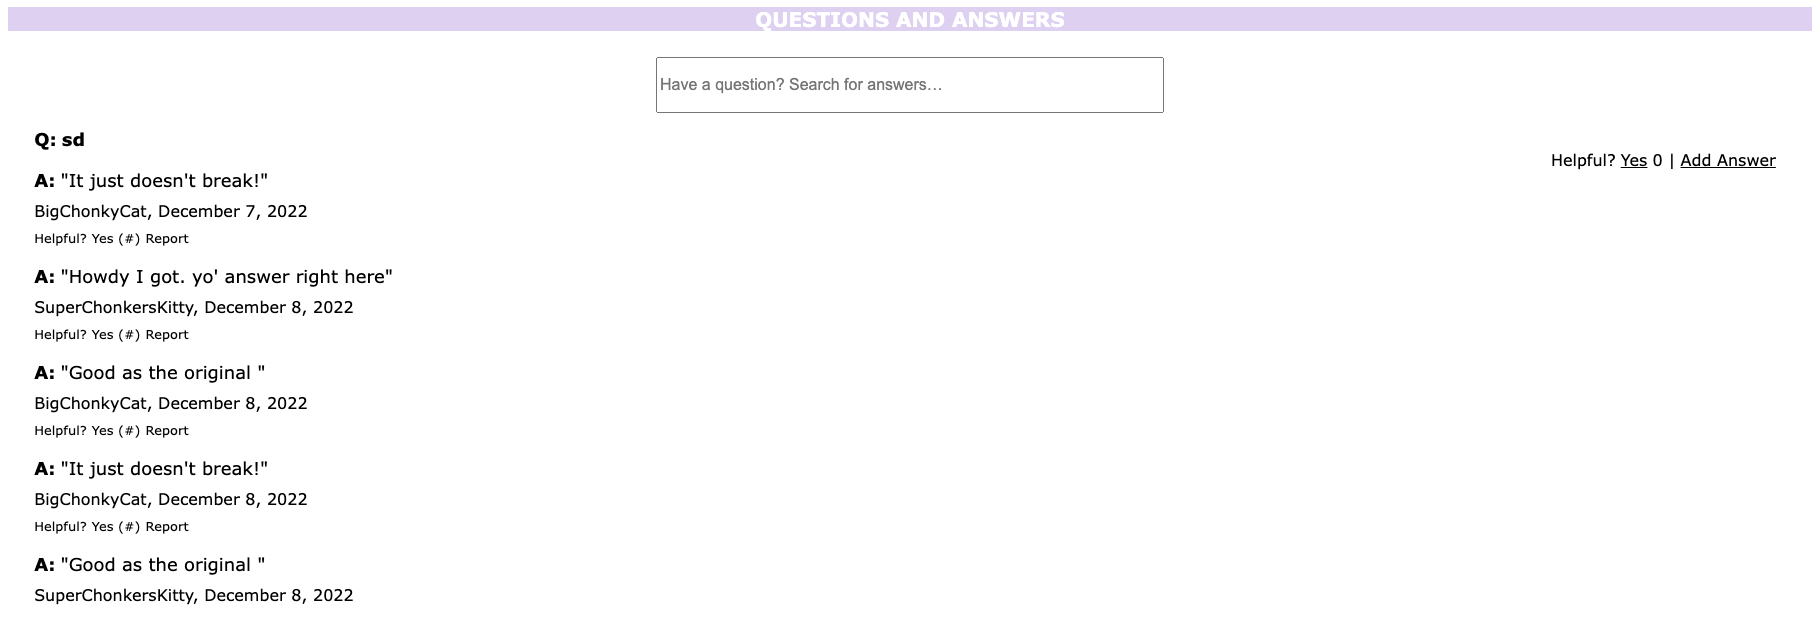 QUESTIONS AND ANSWERS
Have a question? Search for answers…
Q: sd
Helpful? Yes 0 | Add Answer
A: "It just doesn't break!"
BigChonkyCat, December 7, 2022
Helpful? Yes (#) Report
A: "Howdy I got. yo' answer right here"
SuperChonkersKitty, December 8, 2022
Helpful? Yes (#) Report
A: "Good as the original "
BigChonkyCat, December 8, 2022
Helpful? Yes (#) Report
A: "It just doesn't break!"
BigChonkyCat, December 8, 2022
Helpful? Yes (#) Report
A: "Good as the original "
SuperChonkersKitty, December 8, 2022